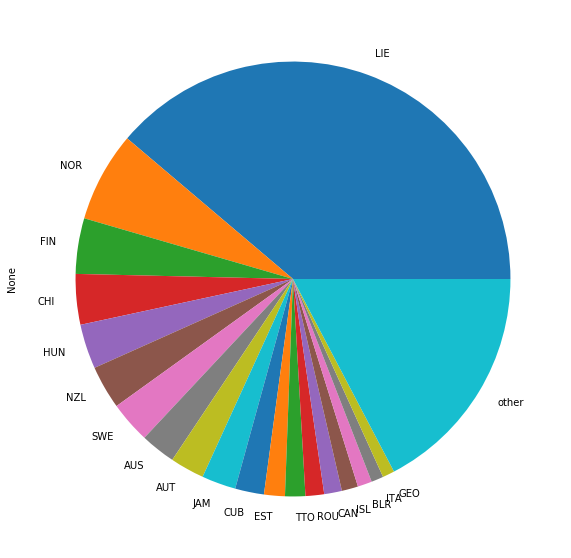 LIE
NOR
FIN
CHI
HUN
NZL
SWE
AUS
AUT
JAM
CUB
EST
TTO
ROU
CAN
ISL
BLR
ITA
GEO
other
None